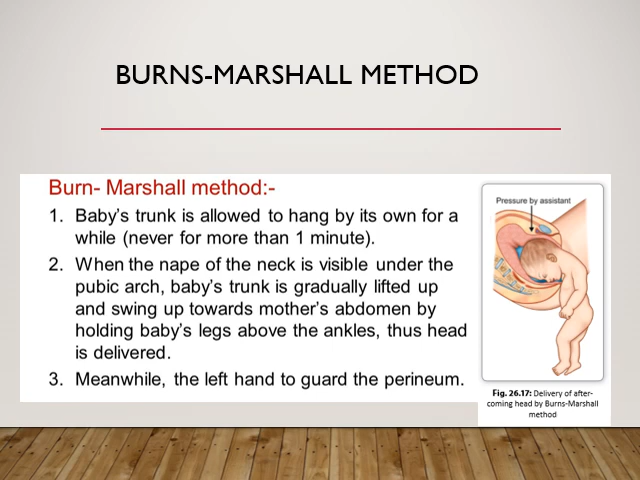 BURNS-MARSHALL METHOD
Burn- Marshall method:-
1. Baby's trunk is allowed to hang by its own for a
while (never for more than 1 minute).
2. When the nape of the neck is visible under the
pubic arch, baby's trunk is gradually lifted up
and swing up towards mother's abdomen by
holding baby's legs above the ankles, thus head
is delivered.
3. Meanwhile, the left hand to guard the perineum.
Pressure by assistant
Fig. 26.17: Delivery of after-
coming head by Burns-Marshall
method